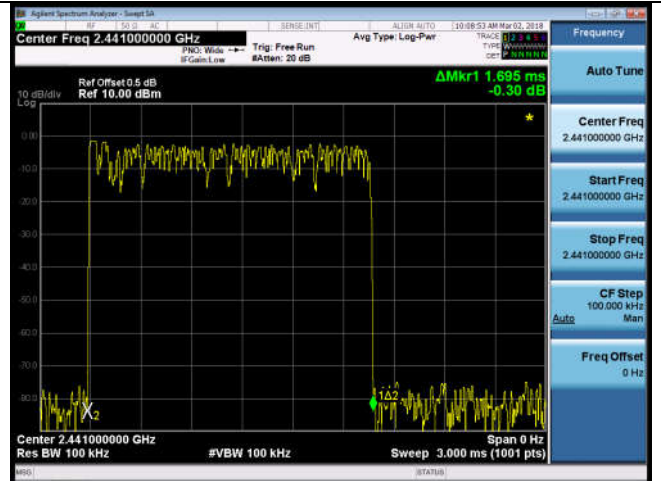 Agilent Spectrum Analyzer - Swept SA
RF 50 Ω AC SENSE:INT ALIGN AUTO 10:08:53 AM Mar 02, 2018
Center Freq 2.441000000 GHz
PNO: Wide Trig: Free Run Avg Type: Log-Pwr TRACE 1 2 3 4 5 6
IFGain:Low #Atten: 20 dB TYPE
DET P N N N N N
Frequency
Auto Tune
Ref Offset 0.5 dB ΔMkr1 1.695 ms
10 dB/div Ref 10.00 dBm -0.30 dB
Log
*
0.00
-10.0
-20.0
-30.0
-40.0
-50.0
-60.0
-70.0
-80.0
1Δ2
X2
Center Freq
2.441000000 GHz
Start Freq
2.441000000 GHz
Stop Freq
2.441000000 GHz
CF Step
100.000 kHz
Auto Man
Freq Offset
0 Hz
Center 2.441000000 GHz Span 0 Hz
Res BW 100 kHz #VBW 100 kHz Sweep 3.000 ms (1001 pts)
MSG STATUS